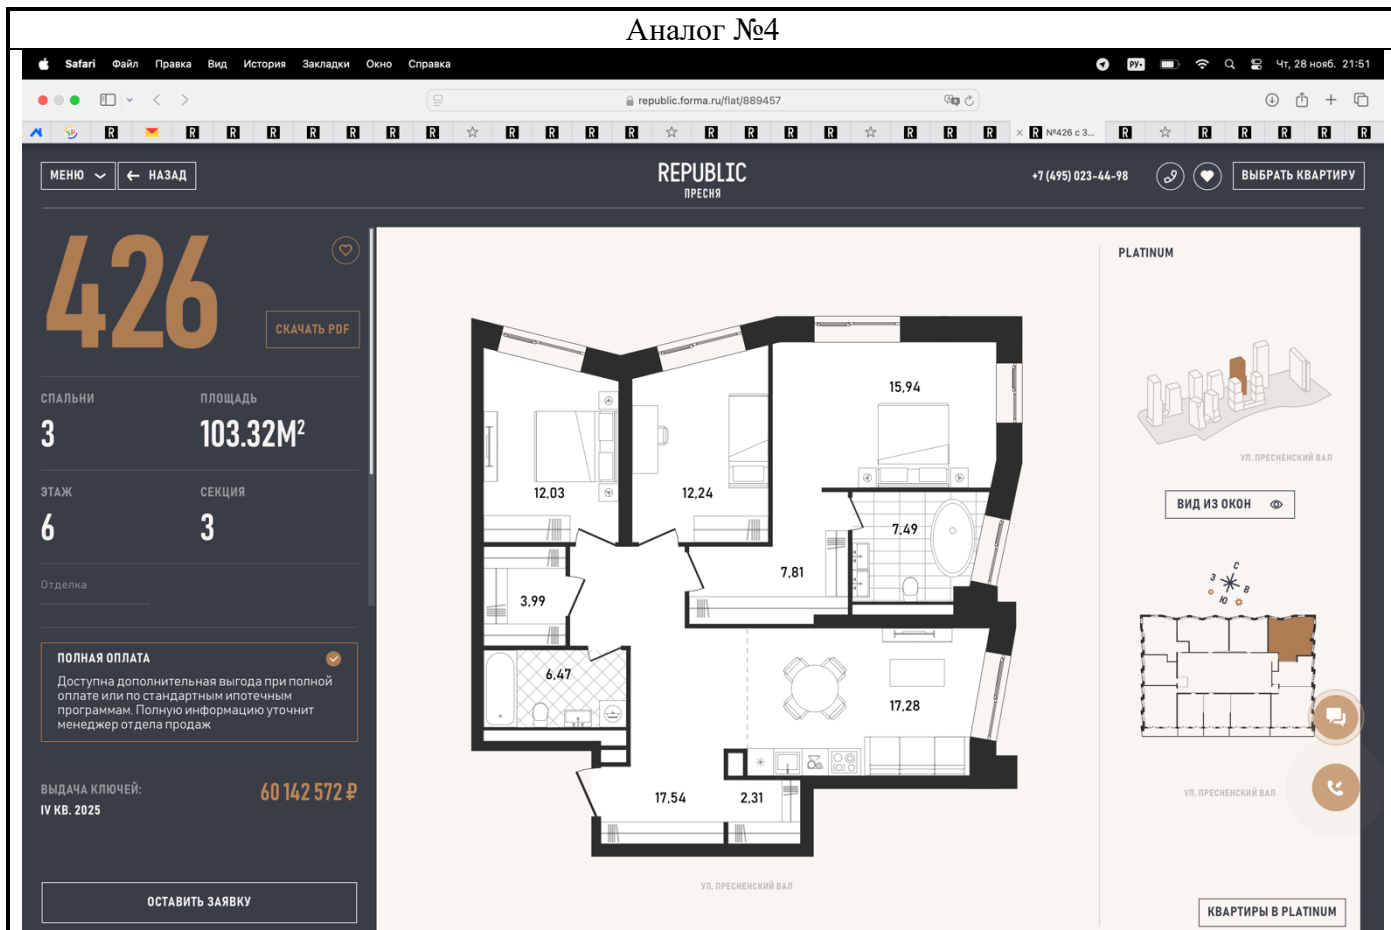 Аналог №4
Safari Файл Правка Вид История Закладки Окно Справка
РУ• Чт, 28 нояб. 21:51
republic.forma.ru/flat/889457
R R R R R R R R R R R R R R R R R R × R №426 с 3... R R R R R R
МЕНЮ
НАЗАД
REPUBLIC
ПРЕСНЯ
+7 (495) 023-44-98
ВЫБРАТЬ КВАРТИРУ
426
СКАЧАТЬ PDF
СПАЛЬНИ ПЛОЩАДЬ
3 103.32М²
ЭТАЖ СЕКЦИЯ
6 3
Отделка
ПОЛНАЯ ОПЛАТА
Доступна дополнительная выгода при полной
оплате или по стандартным ипотечным
программам. Полную информацию уточнит
менеджер отдела продаж
ВЫДАЧА КЛЮЧЕЙ:
IV КВ. 2025
60 142 572 ₽
ОСТАВИТЬ ЗАЯВКУ
15,94
12,03
12,24
7,49
7,81
3,99
6,47
17,28
17,54
2,31
УЛ. ПРЕСНЕНСКИЙ ВАЛ
PLATINUM
УЛ. ПРЕСНЕНСКИЙ ВАЛ
ВИД ИЗ ОКОН
С
З
В
Ю
УЛ. ПРЕСНЕНСКИЙ ВАЛ
КВАРТИРЫ В PLATINUM